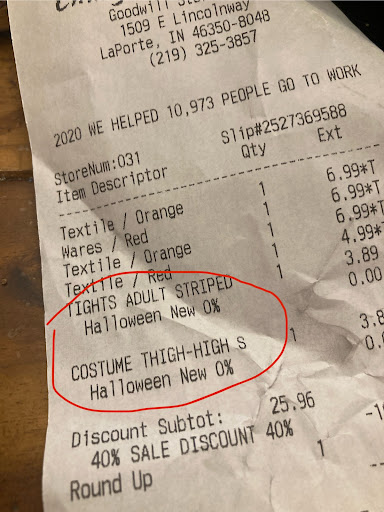 Goodwill
1509 E Lincolnway
LaPorte, IN 46350-8048
(219) 325-3857
2020 WE HELPED 10,973 PEOPLE GO TO WORK
Slip#2527369588
StoreNum:031
Item Descriptor Qty Ext
Textile / Orange 1 6.99*T
Wares / Red 1 6.99*T
Textile / Orange 1 6.99*T
Textile / Red 1 4.99*T
TIGHTS ADULT STRIPED 1 3.89
Halloween New 0% 0.00
COSTUME THIGH-HIGH S 1 3.8
Halloween New 0% 0.
Discount Subtot: 25.96
40% SALE DISCOUNT 40% -1
Round Up 1